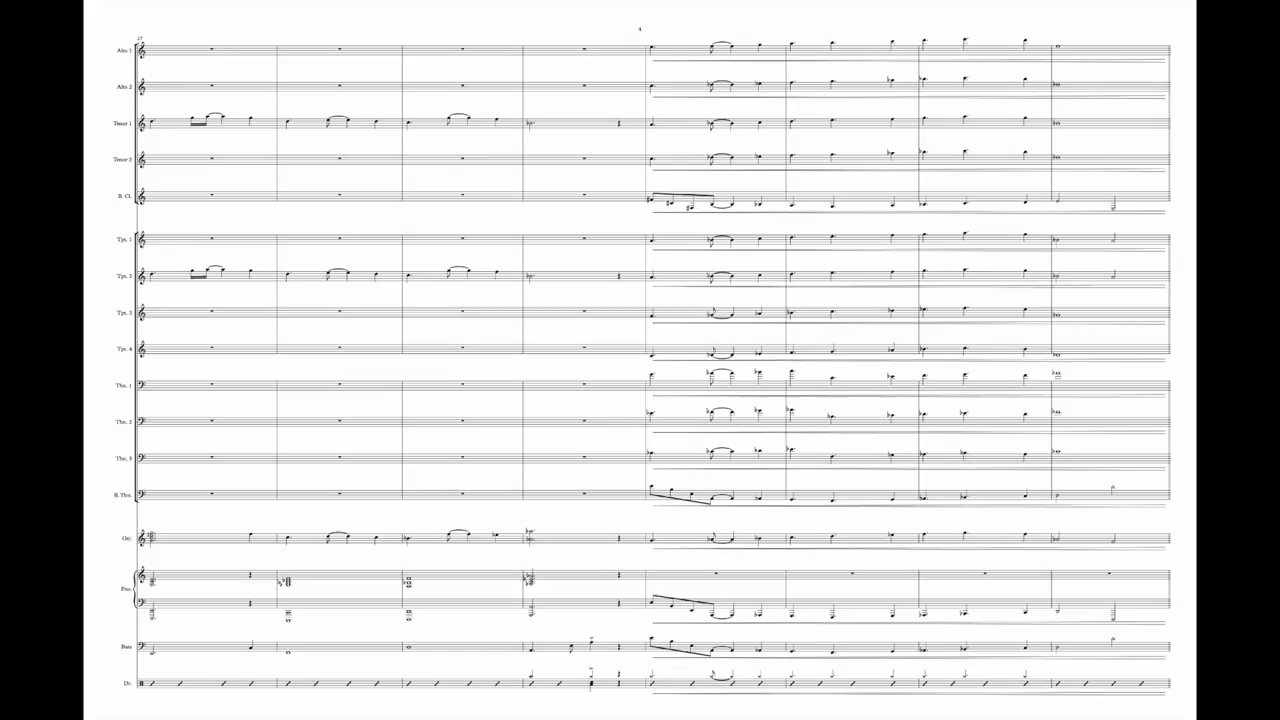 4
27
Alto 1
Alto 2
Tenor 1
Tenor 2
B. Cl.
Tpt. 1
Tpt. 2
Tpt. 3
Tpt. 4
Tbn. 1
Tbn. 2
Tbn. 3
B. Tbn.
Gtr.
Pno.
Bass
Dr.